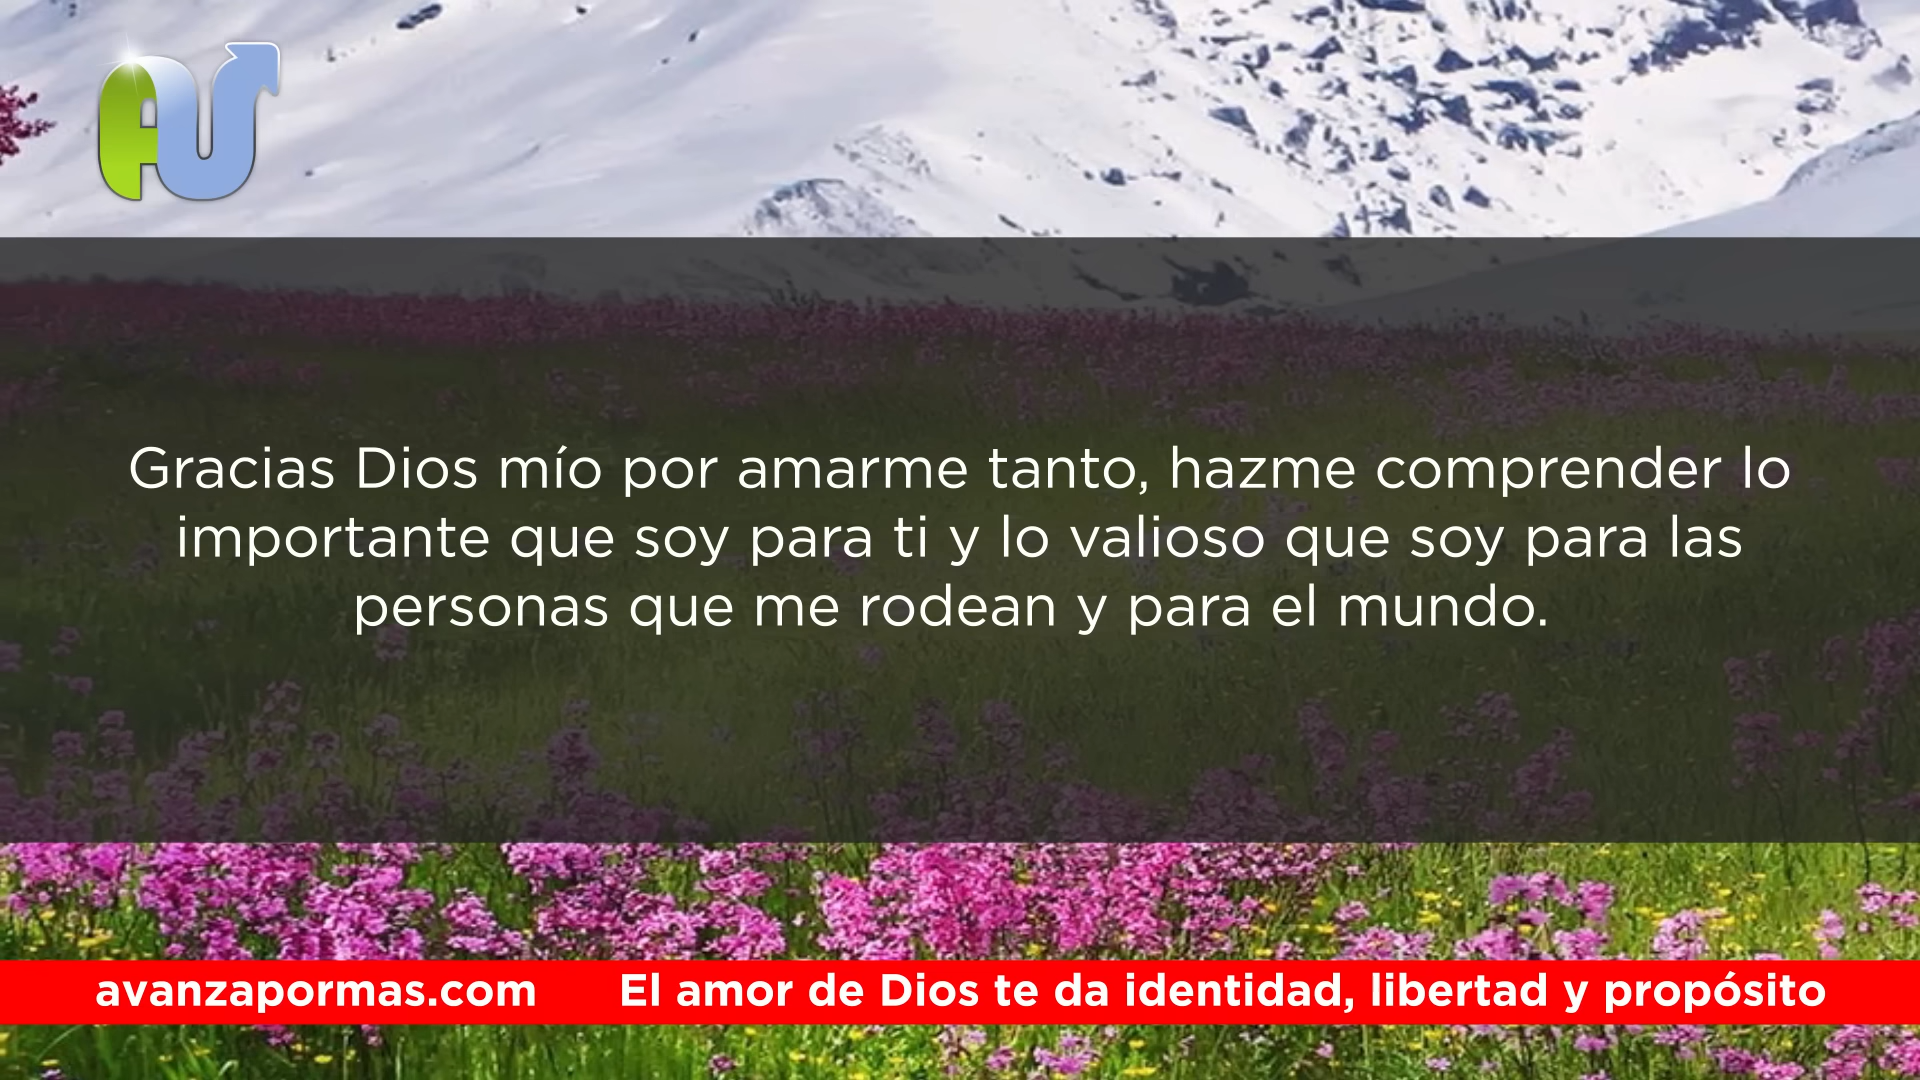 Gracias Dios mío por amarme tanto, hazme comprender lo
importante que soy para ti y lo valioso que soy para las
personas que me rodean y para el mundo.
avanzapormas.com El amor de Dios te da identidad, libertad y propósito